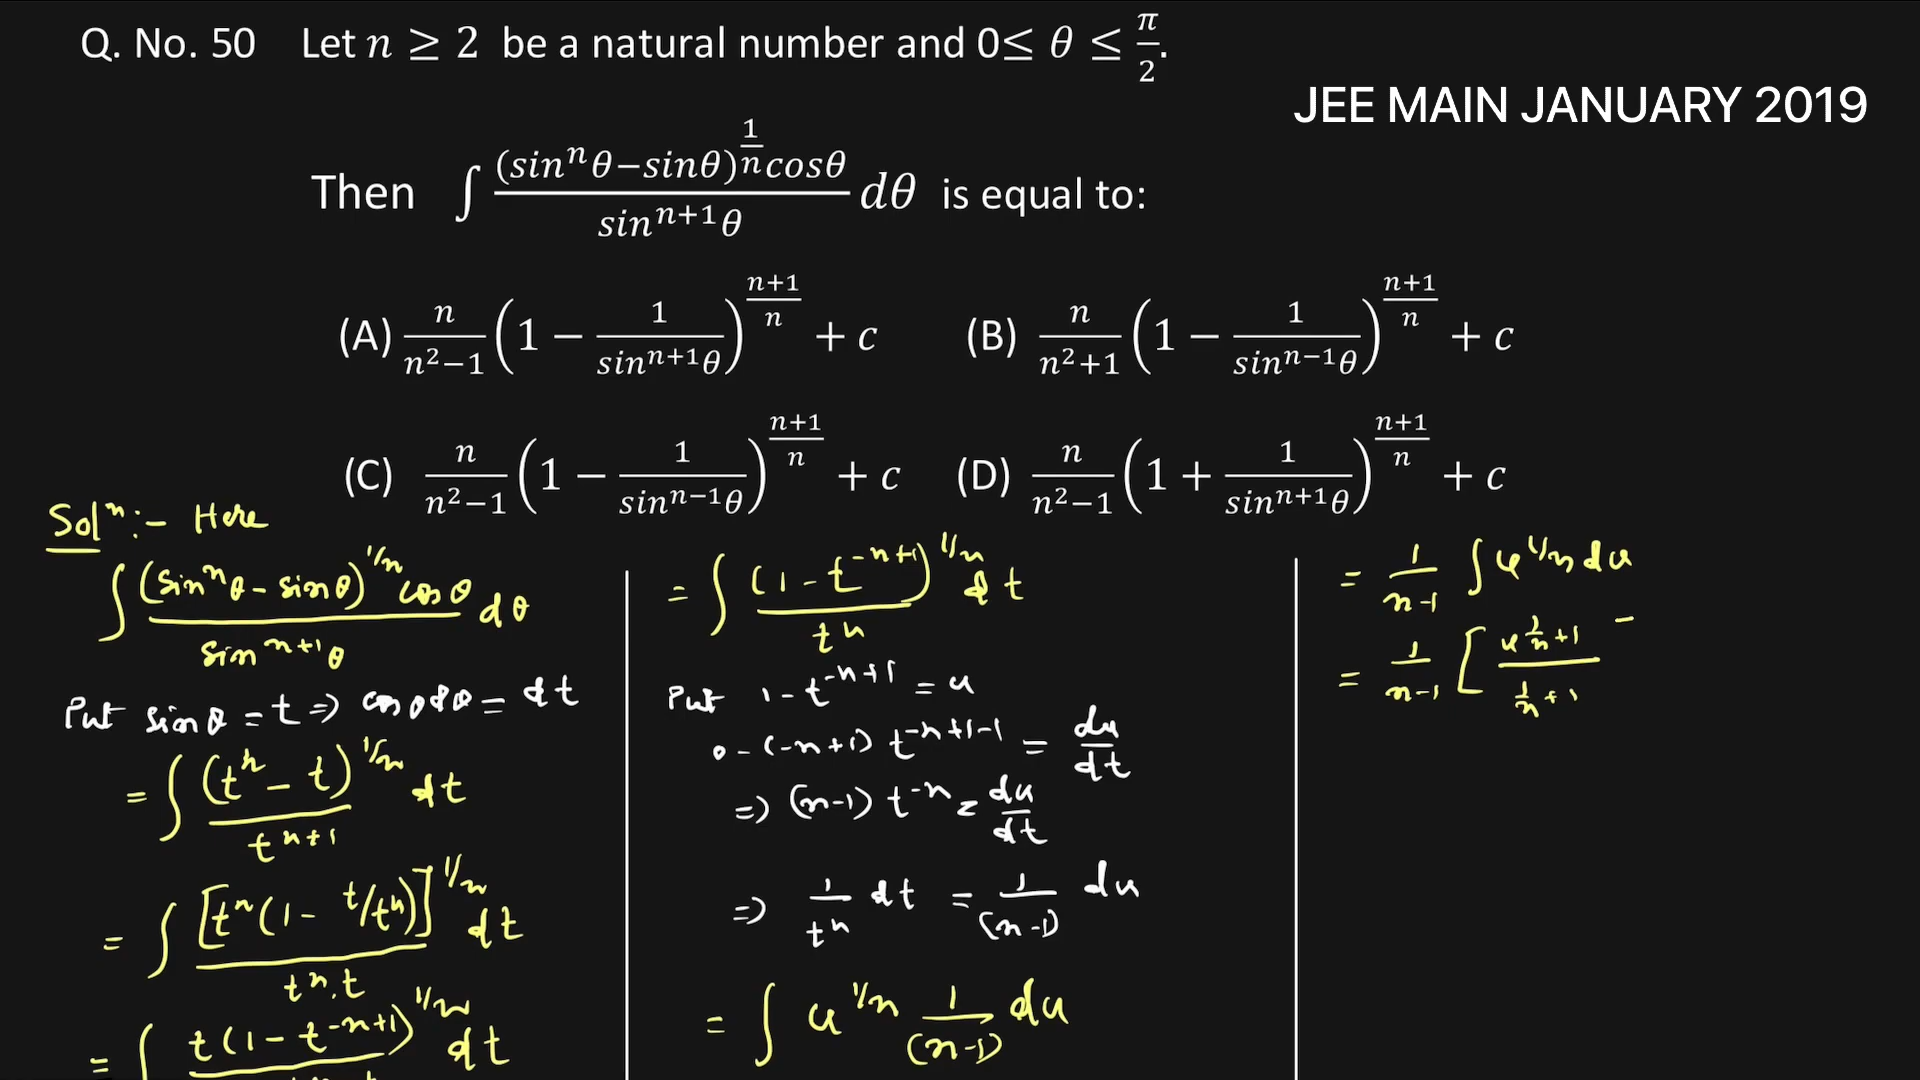 Q. No. 50 Let n ≥ 2 be a natural number and 0≤ θ ≤ π/2.
JEE MAIN JANUARY 2019
Then ∫ (sinⁿθ−sinθ)^(1/n) cosθ / sin^(n+1)θ dθ is equal to:
(A) n/(n²−1) (1 − 1/sin^(n+1)θ)^((n+1)/n) + c (B) n/(n²+1) (1 − 1/sin^(n−1)θ)^((n+1)/n) + c
(C) n/(n²−1) (1 − 1/sin^(n−1)θ)^((n+1)/n) + c (D) n/(n²−1) (1 + 1/sin^(n+1)θ)^((n+1)/n) + c
Solⁿ:- Here
∫ (sinⁿθ - sinθ)^(1/n) cosθ / sin^(n+1)θ dθ
Put sinθ = t ⇒ cosθdθ = dt
= ∫ (tⁿ - t)^(1/n) / t^(n+1) dt
= ∫ [tⁿ(1 - t/tⁿ)]^(1/n) / tⁿ.t dt
= ∫ t(1 - t^(-n+1))^(1/n) dt
= ∫ (1 - t^(-n+1))^(1/n) / tⁿ dt
Put 1 - t^(-n+1) = u
0 - (-n+1) t^(-n+1-1) = du/dt
⇒ (n-1) t^(-n) = du/dt
⇒ 1/tⁿ dt = 1/(n-1) du
= ∫ u^(1/n) 1/(n-1) du
= 1/(n-1) ∫ u^(1/n) du
= 1/(n-1) [ u^(1/n+1) / (1/n+1)